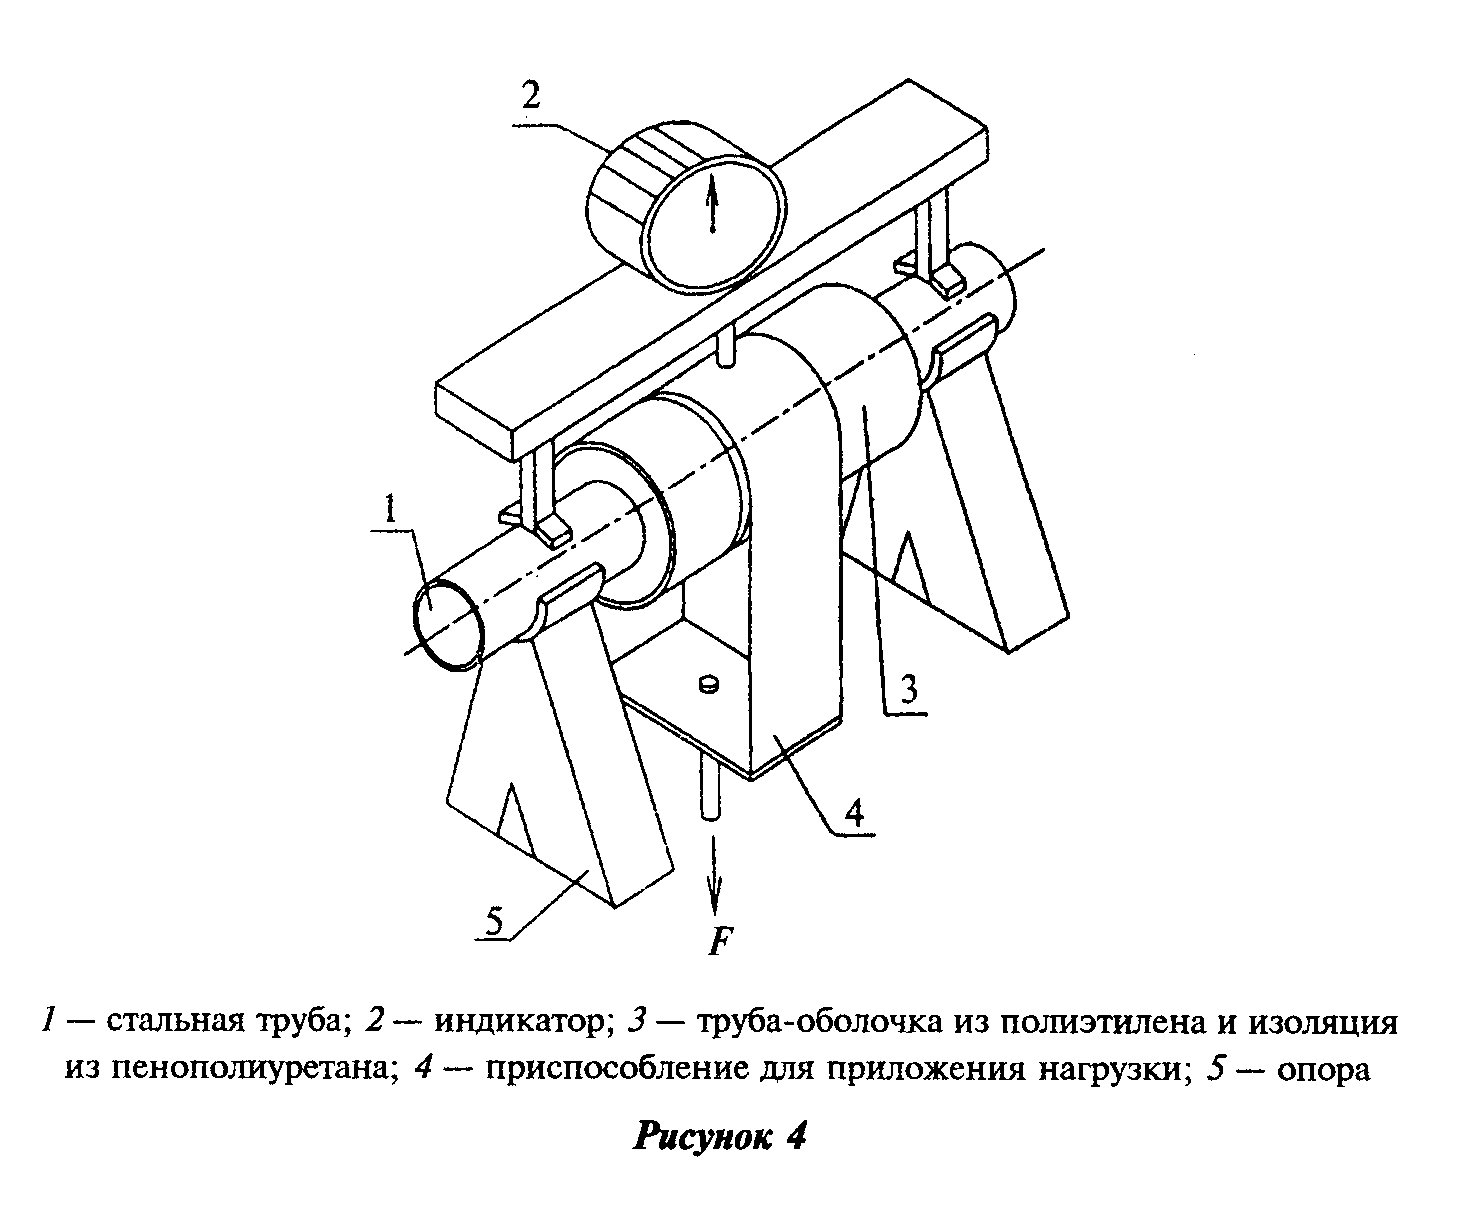 2
1
3
4
5
F
1 — стальная труба; 2 — индикатор; 3 — труба-оболочка из полиэтилена и изоляция
из пенополиуретана; 4 — приспособление для приложения нагрузки; 5 — опора
Рисунок 4